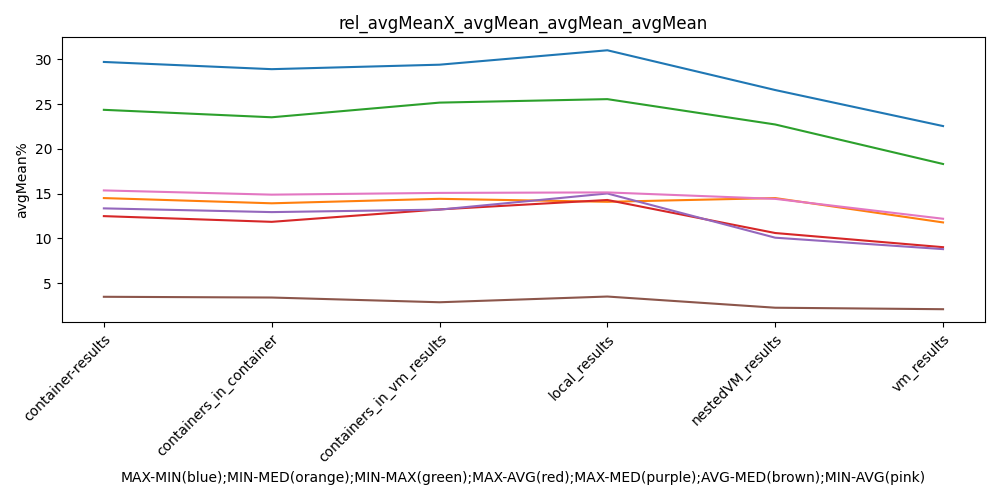 rel_avgMeanX_avgMean_avgMean_avgMean
30
25
20
15
10
5
avgMean%
container-results
containers_in_container
containers_in_vm_results
local_results
nestedVM_results
vm_results
MAX-MIN(blue);MIN-MED(orange);MIN-MAX(green);MAX-AVG(red);MAX-MED(purple);AVG-MED(brown);MIN-AVG(pink)